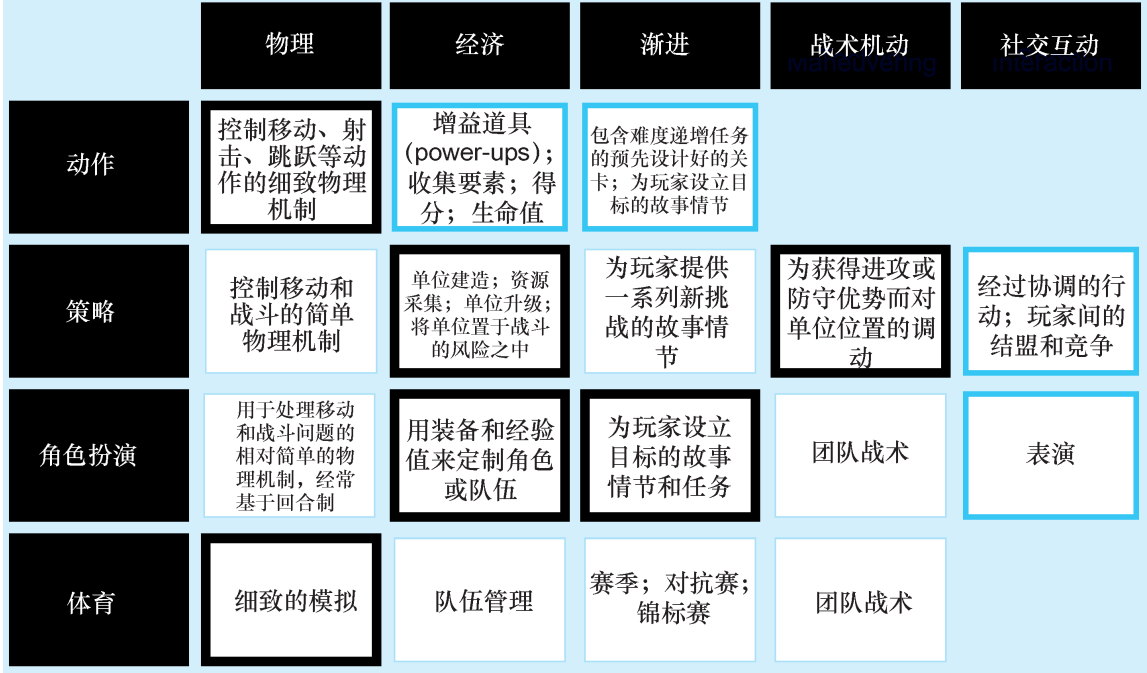 物理
经济
渐进
战术机动
Maneuvering
社交互动
Interaction
动作
控制移动、射
击、跳跃等动
作的细致物理
机制
增益道具
(power-ups)；
收集要素；得
分；生命值
包含难度递增任务
的预先设计好的关
卡；为玩家设立目
标的故事情节
策略
控制移动和
战斗的简单
物理机制
单位建造；资源
采集；单位升级；
将单位置于战斗
的风险之中
为玩家提供
一系列新挑
战的故事情
节
为获得进攻或
防守优势而对
单位位置的调
动
经过协调的行
动；玩家间的
结盟和竞争
角色扮演
用于处理移动
和战斗问题的
相对简单的物
理机制，经常
基于回合制
用装备和经验
值来定制角色
或队伍
为玩家设立
目标的故事
情节和任务
团队战术
表演
体育
细致的模拟
队伍管理
赛季；对抗赛；
锦标赛
团队战术